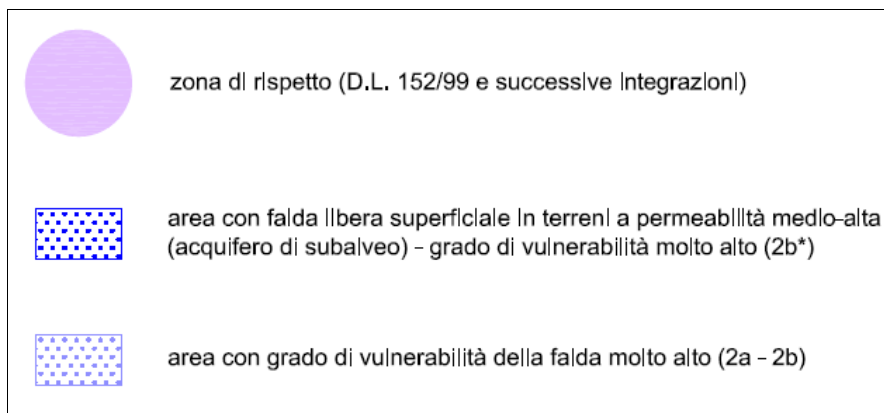 zona di rispetto (D.L. 152/99 e successive integrazioni)
area con falda libera superficiale in terreni a permeabilità medio-alta
(acquifero di subalveo) - grado di vulnerabilità molto alto (2b*)
area con grado di vulnerabilità della falda molto alto (2a - 2b)